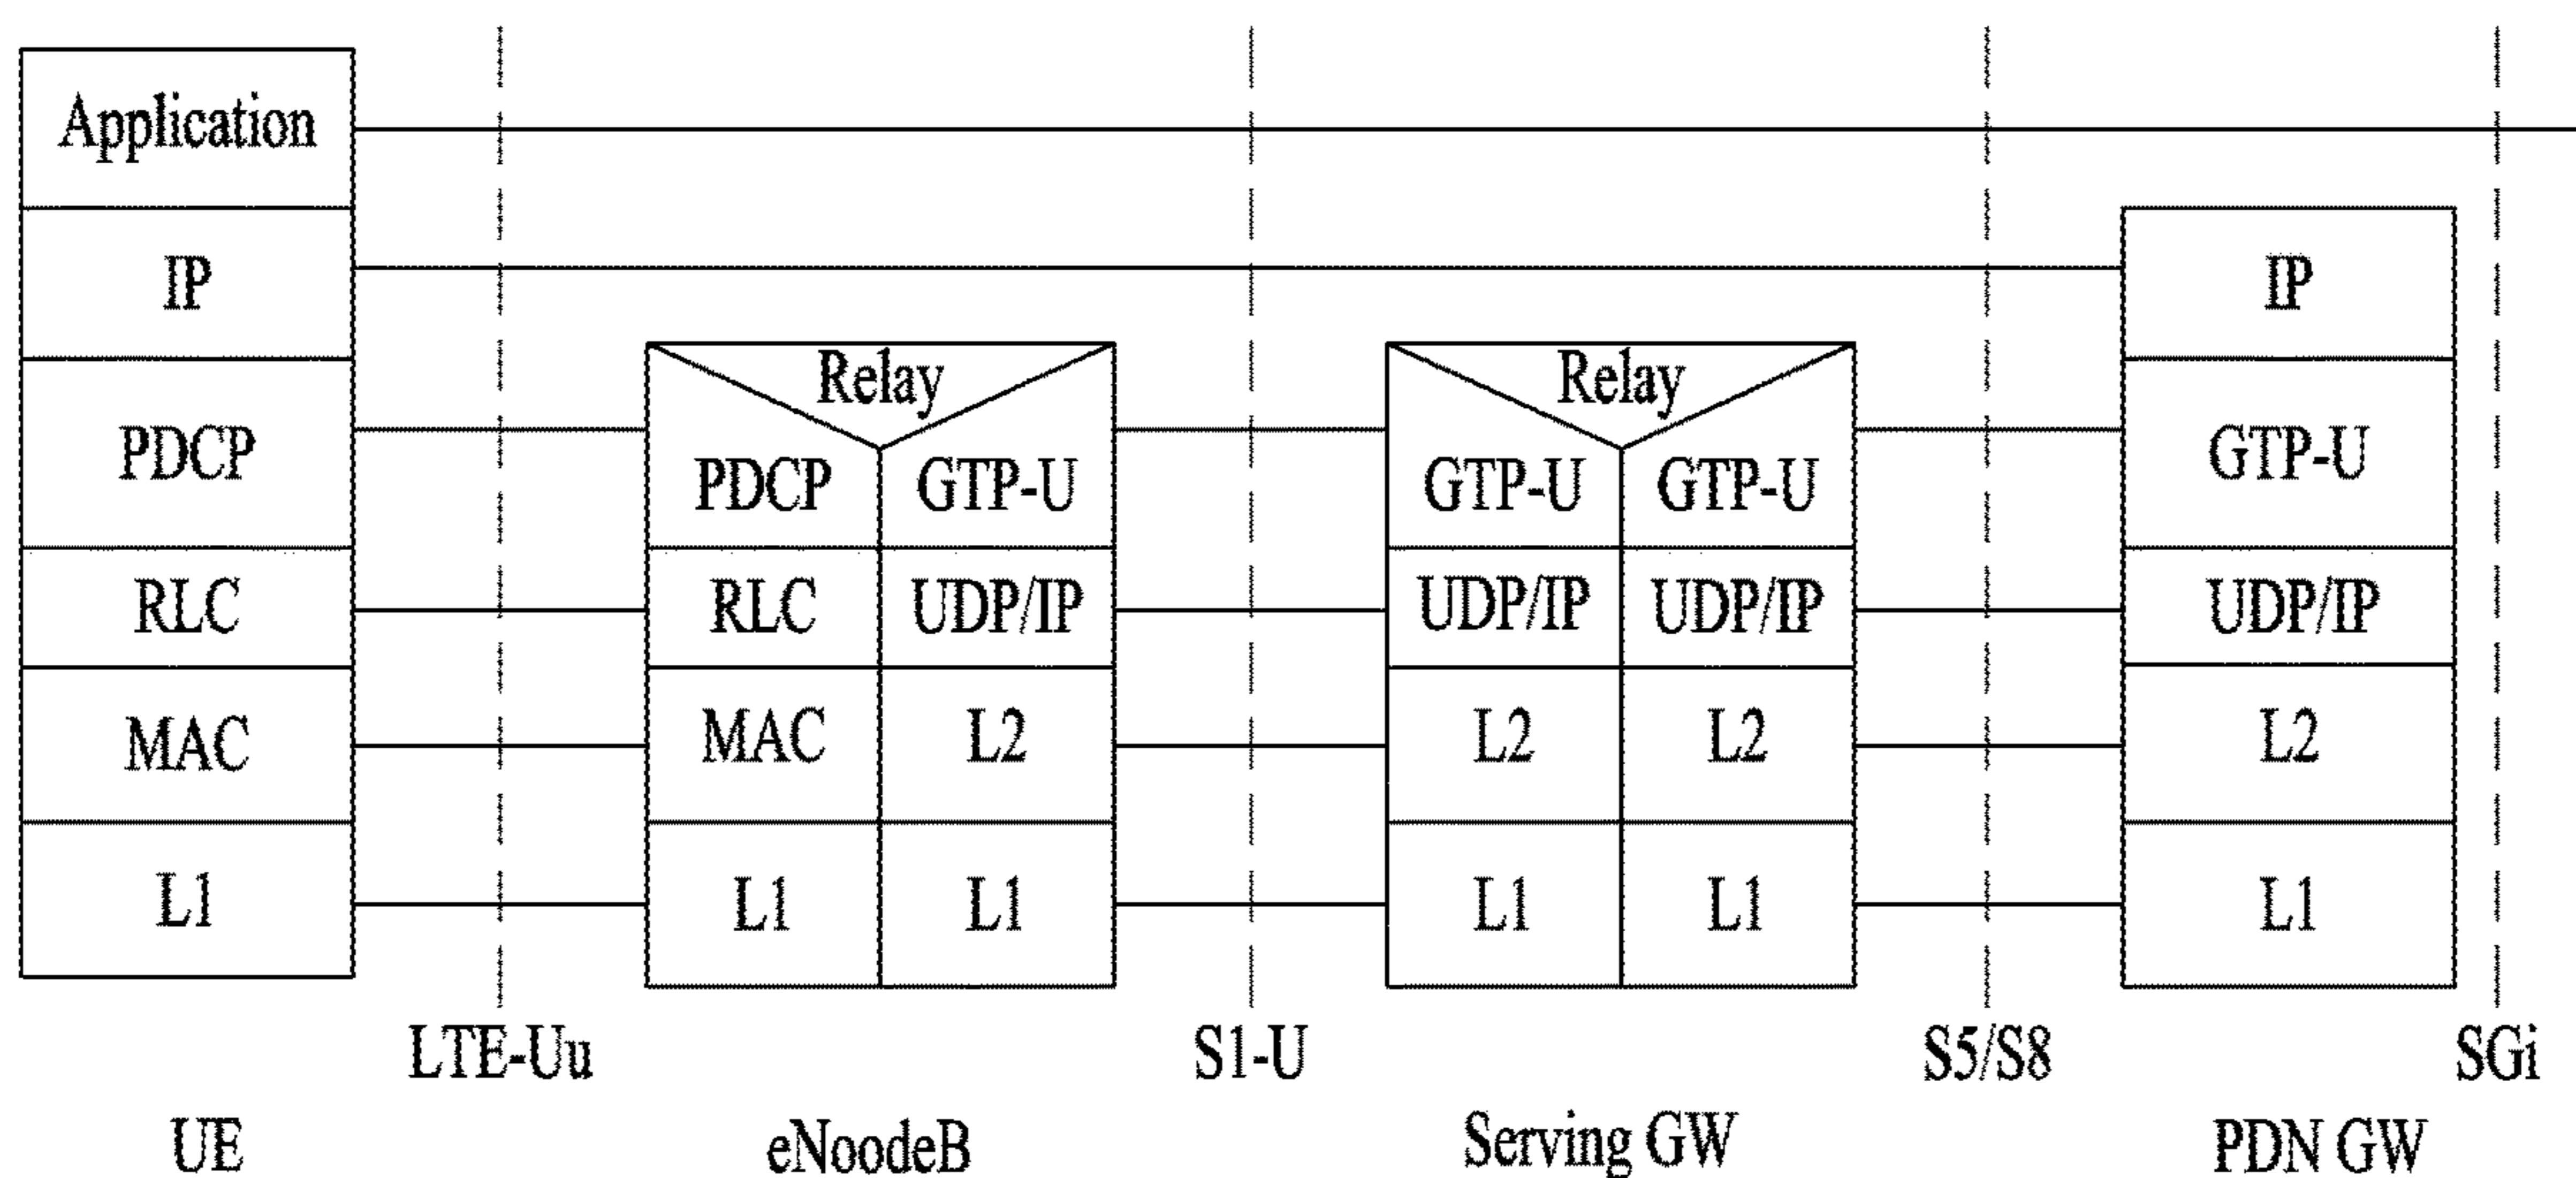 Application
IP
IP
Relay
Relay
PDCP
PDCP
GTP-U
GTP-U
GTP-U
GTP-U
RLC
RLC
UDP/IP
UDP/IP
UDP/IP
UDP/IP
MAC
MAC
L2
L2
L2
L2
L1
L1
L1
L1
L1
L1
LTE-Uu
S1-U
S5/S8
SGi
UE
eNoodeB
Serving GW
PDN GW